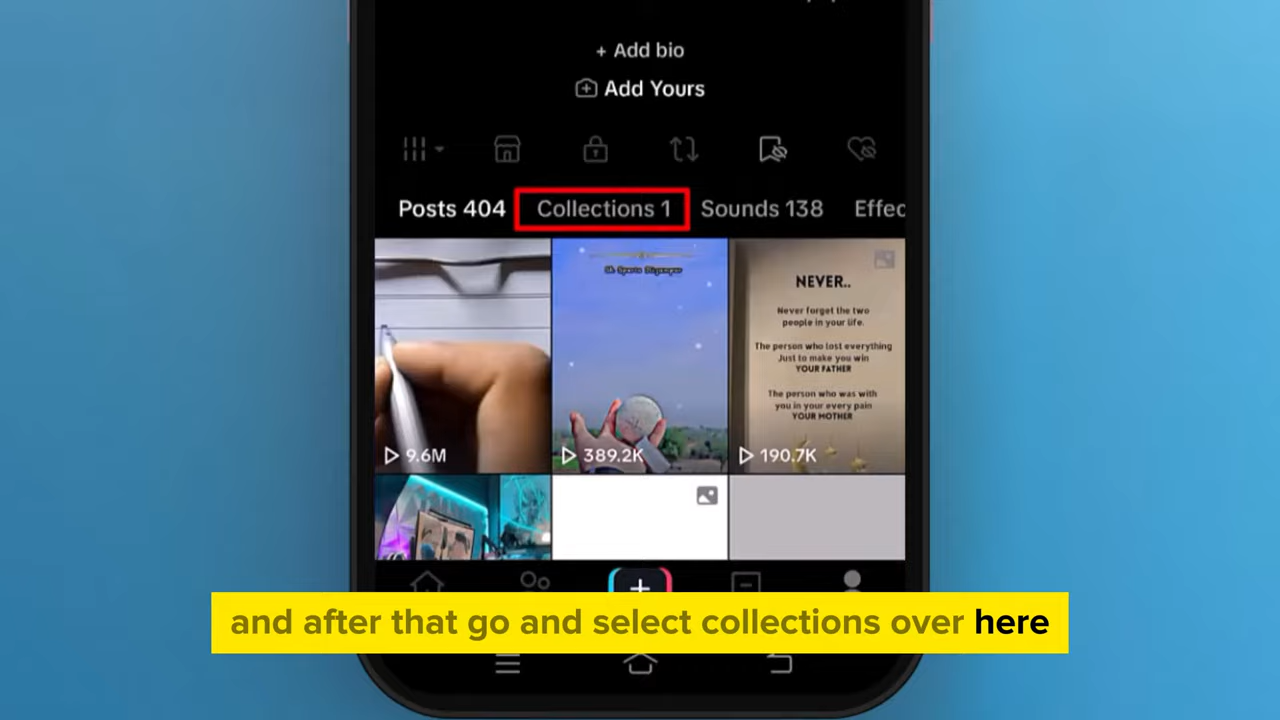 + Add bio
Add Yours
Posts 404
Collections 1
Sounds 138
Effec
NEVER..
Never forget the two
people in your life.
The person who lost everything
Just to make you win
YOUR FATHER
The person who was with
you in your every pain
YOUR MOTHER
9.6M
389.2K
190.7K
and after that go and select collections over here